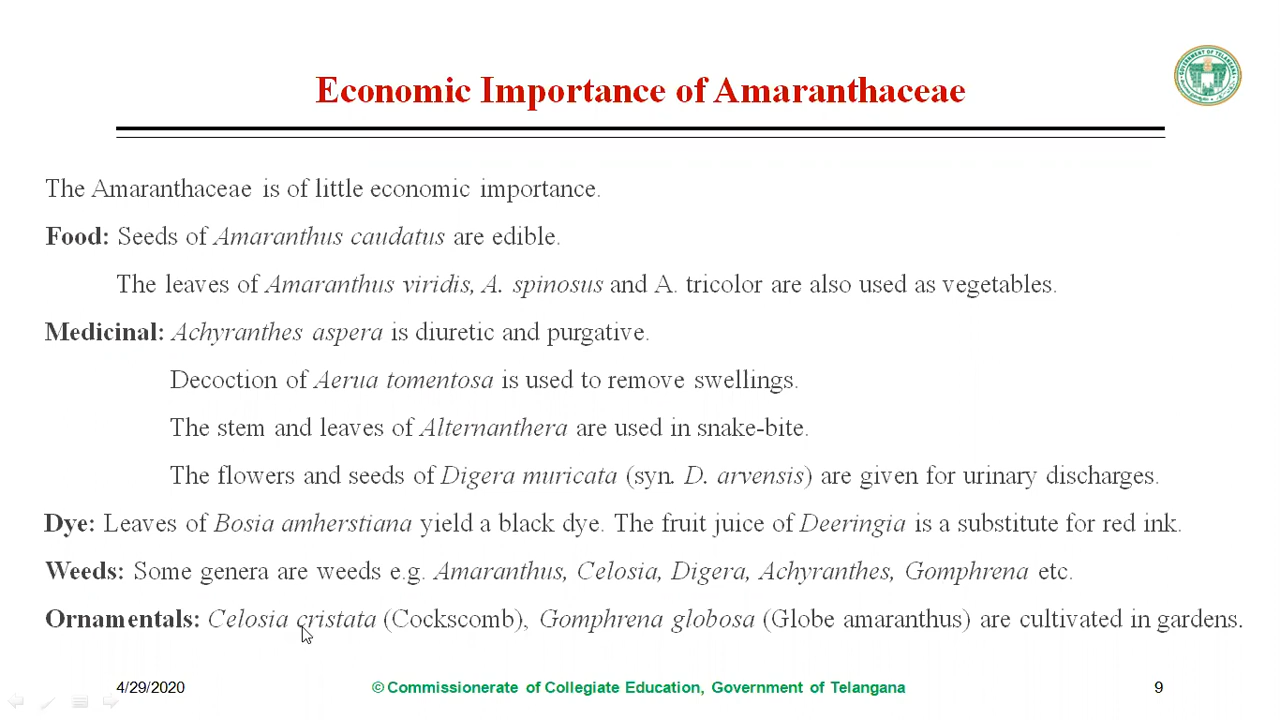 Economic Importance of Amaranthaceae
The Amaranthaceae is of little economic importance.
Food: Seeds of Amaranthus caudatus are edible.
The leaves of Amaranthus viridis, A. spinosus and A. tricolor are also used as vegetables.
Medicinal: Achyranthes aspera is diuretic and purgative.
Decoction of Aerua tomentosa is used to remove swellings.
The stem and leaves of Alternanthera are used in snake-bite.
The flowers and seeds of Digera muricata (syn. D. arvensis) are given for urinary discharges.
Dye: Leaves of Bosia amherstiana yield a black dye. The fruit juice of Deeringia is a substitute for red ink.
Weeds: Some genera are weeds e.g. Amaranthus, Celosia, Digera, Achyranthes, Gomphrena etc.
Ornamentals: Celosia cristata (Cockscomb), Gomphrena globosa (Globe amaranthus) are cultivated in gardens.
4/29/2020 © Commissionerate of Collegiate Education, Government of Telangana 9